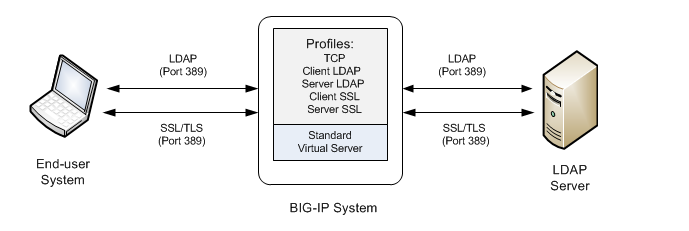 LDAP
(Port 389)
SSL/TLS
(Port 389)
End-user
System
Profiles:
TCP
Client LDAP
Server LDAP
Client SSL
Server SSL
Standard
Virtual Server
BIG-IP System
LDAP
(Port 389)
SSL/TLS
(Port 389)
LDAP
Server